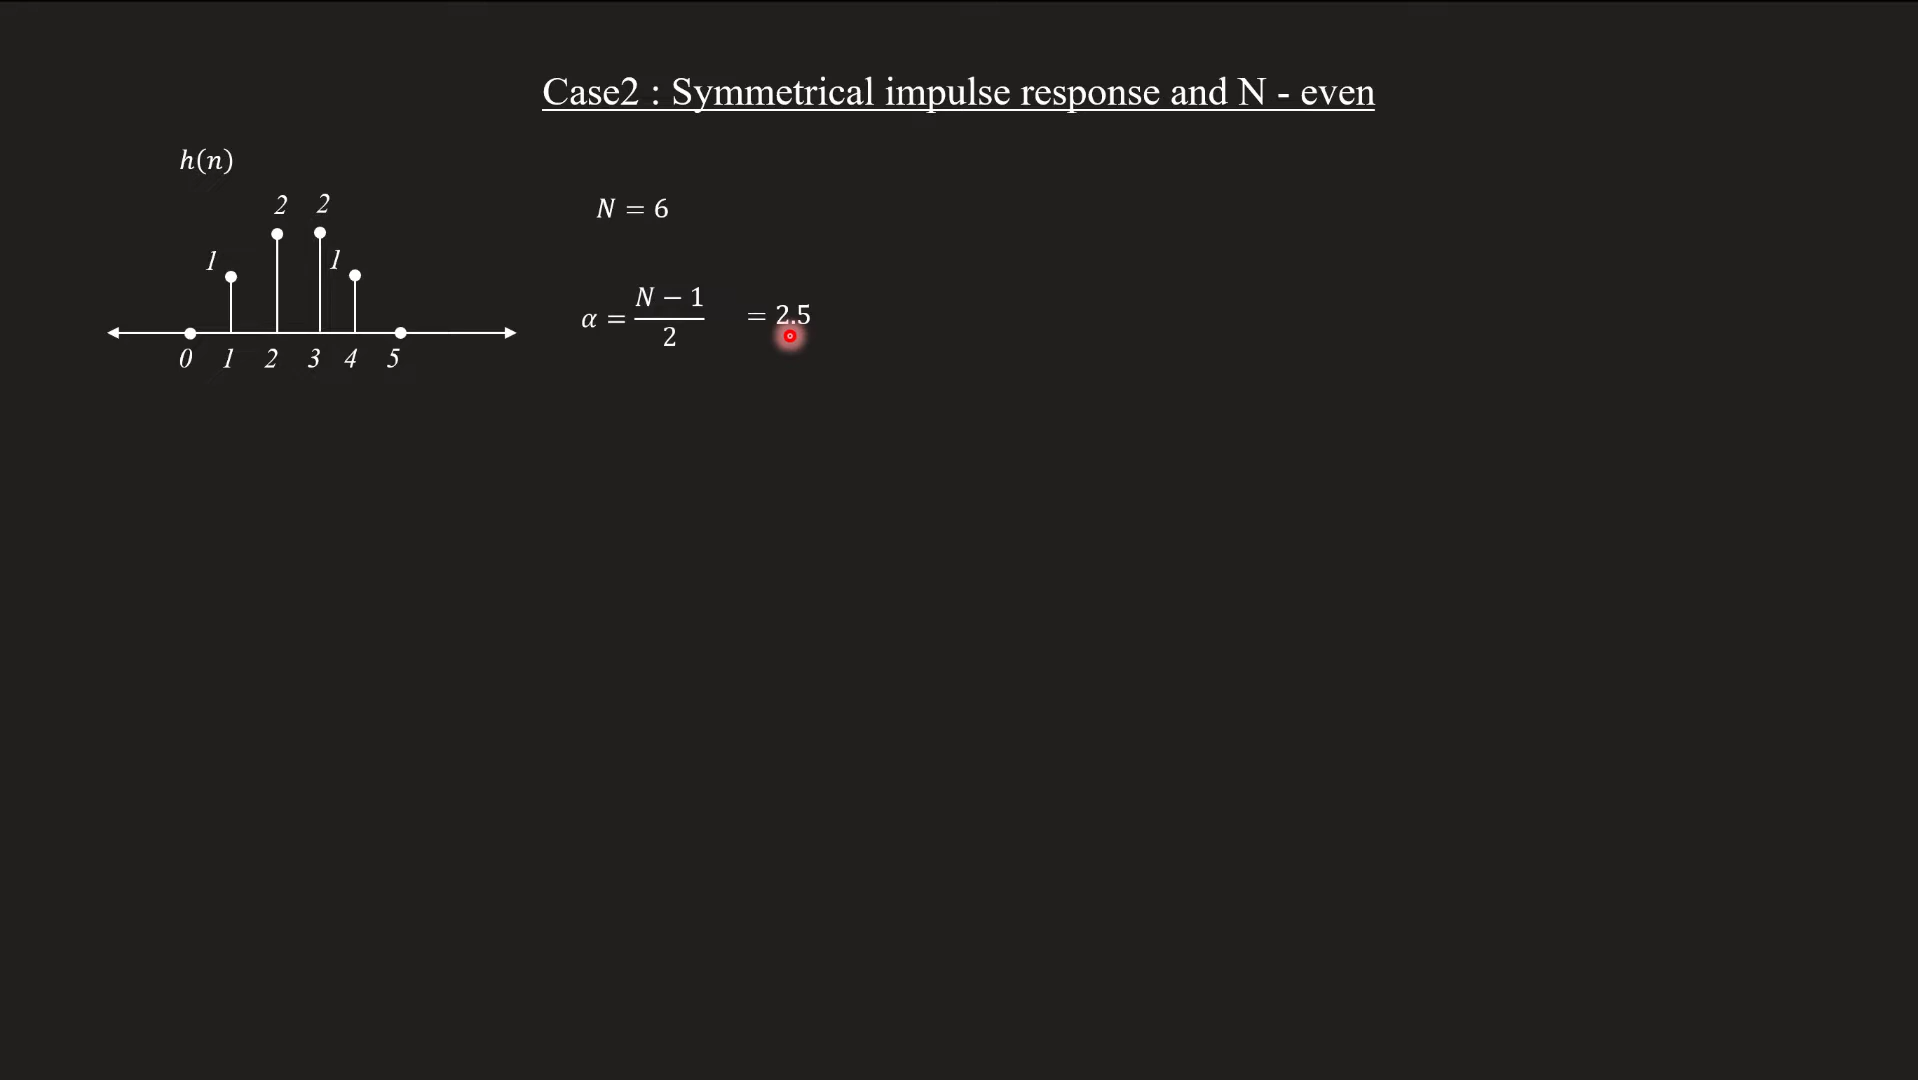 Case2 : Symmetrical impulse response and N - even
h(n)
2 2
1 1
0 1 2 3 4 5
N = 6
α = (N − 1)/2 = 2.5